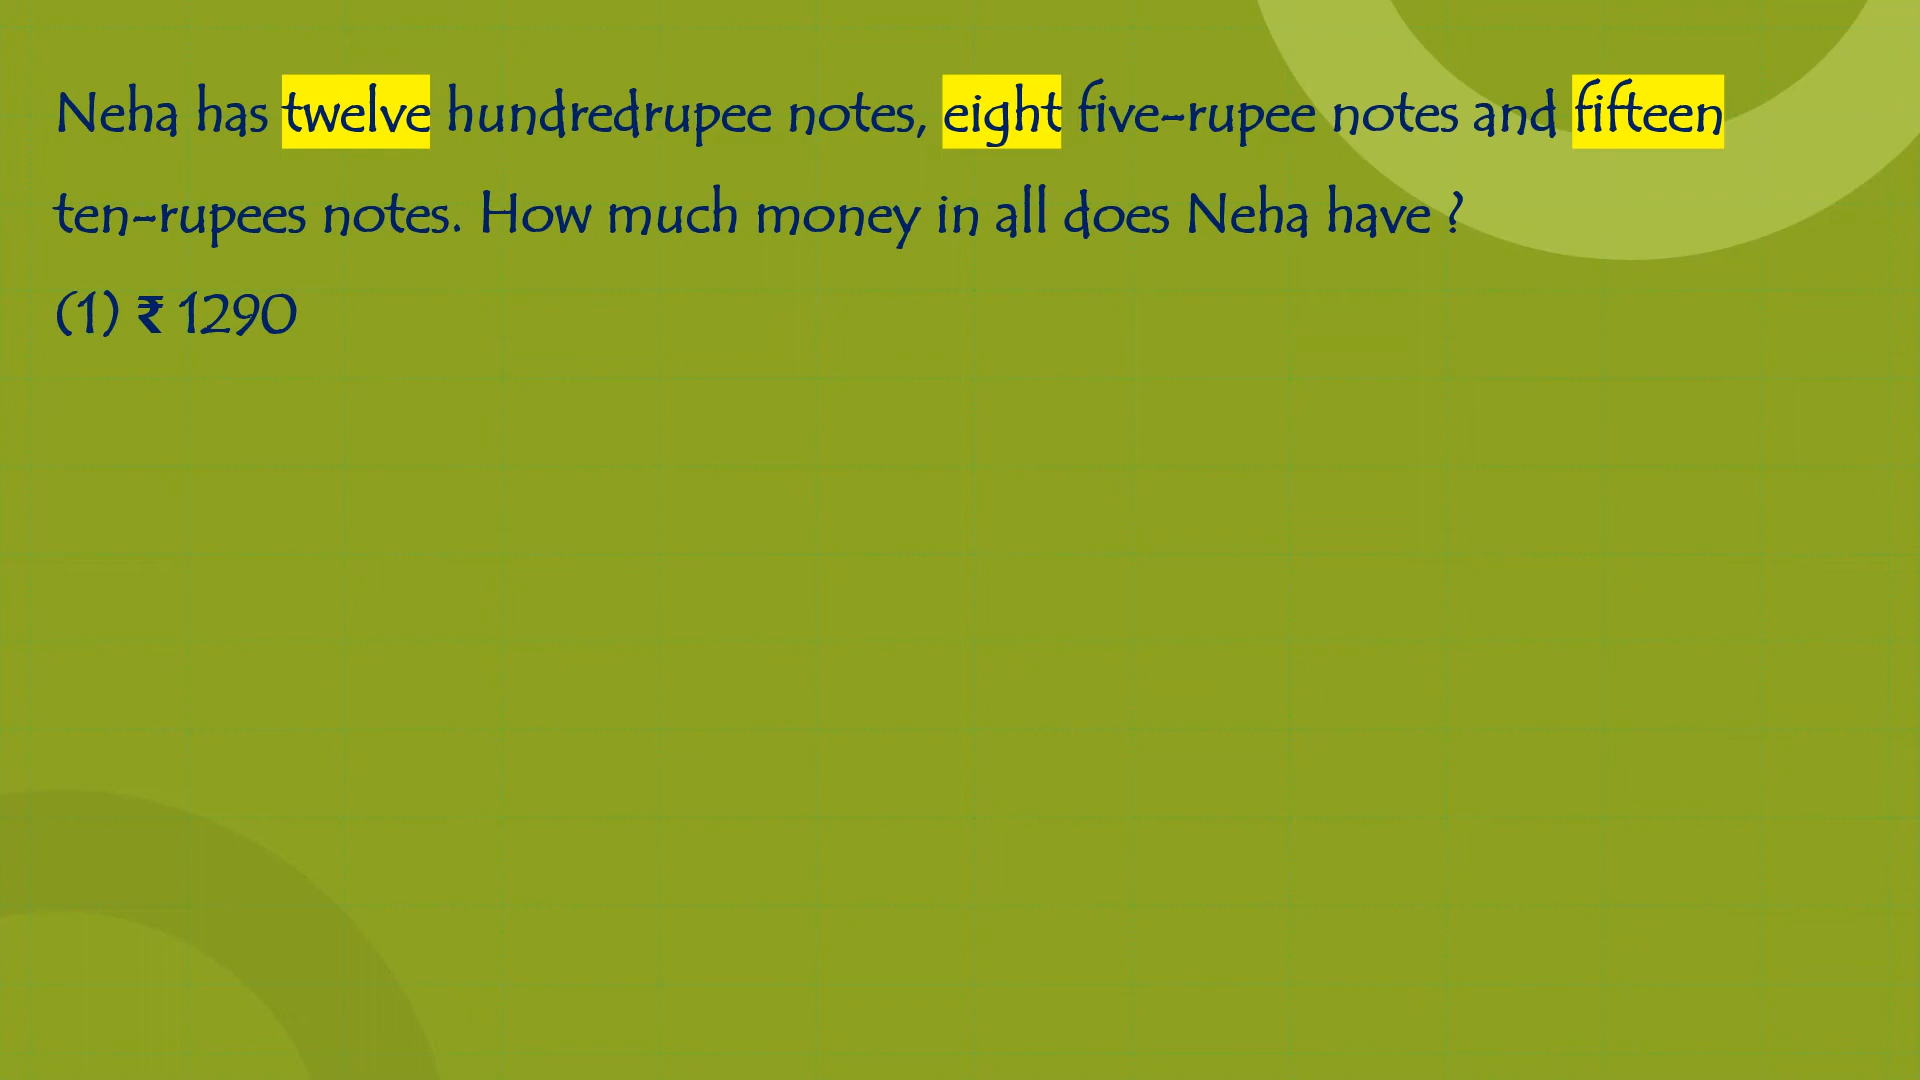 Neha has twelve hundredrupee notes, eight five-rupee notes and fifteen
ten-rupees notes. How much money in all does Neha have ?
(1) ₹ 1290